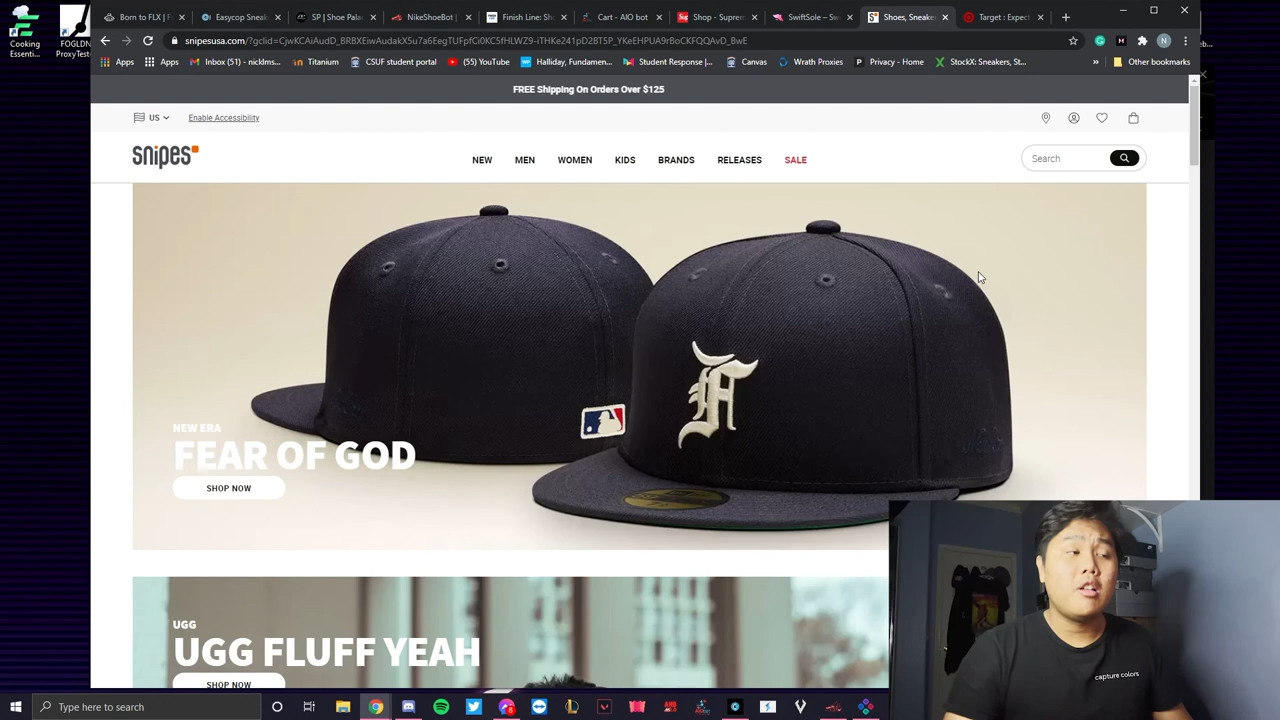 Cooking Essenti...
FOGLDN ProxyTest
Born to FLX | F
Easycop Sneak
SP | Shoe Palac
NikeShoeBot |
Finish Line: Sho
Cart - AIO bot
Shop - Suprem
SwiftSole – Sw
Shoes, Sneaker
Target : Expect
snipesusa.com/?gclid=CjwKCAiAudD_BRBXEiwAudakX5u7a6EegTUFpfCi0KC5fHLWZ9-iTHKe241pD2BT5P_YKeEHPUA9rBoCKFQQAvD_BwE
Apps
Apps
Inbox (51) - nicklms...
Titanium
CSUF student portal
(55) YouTube
Halliday, Fundamen...
Student Response |...
Canvas
Wrath Proxies
Privacy - Home
StockX: Sneakers, St...
Other bookmarks
FREE Shipping On Orders Over $125
US
Enable Accessibility
snipes
NEW
MEN
WOMEN
KIDS
BRANDS
RELEASES
SALE
Search
NEW ERA
FEAR OF GOD
SHOP NOW
UGG
UGG FLUFF YEAH
SHOP NOW
capture colors
Type here to search